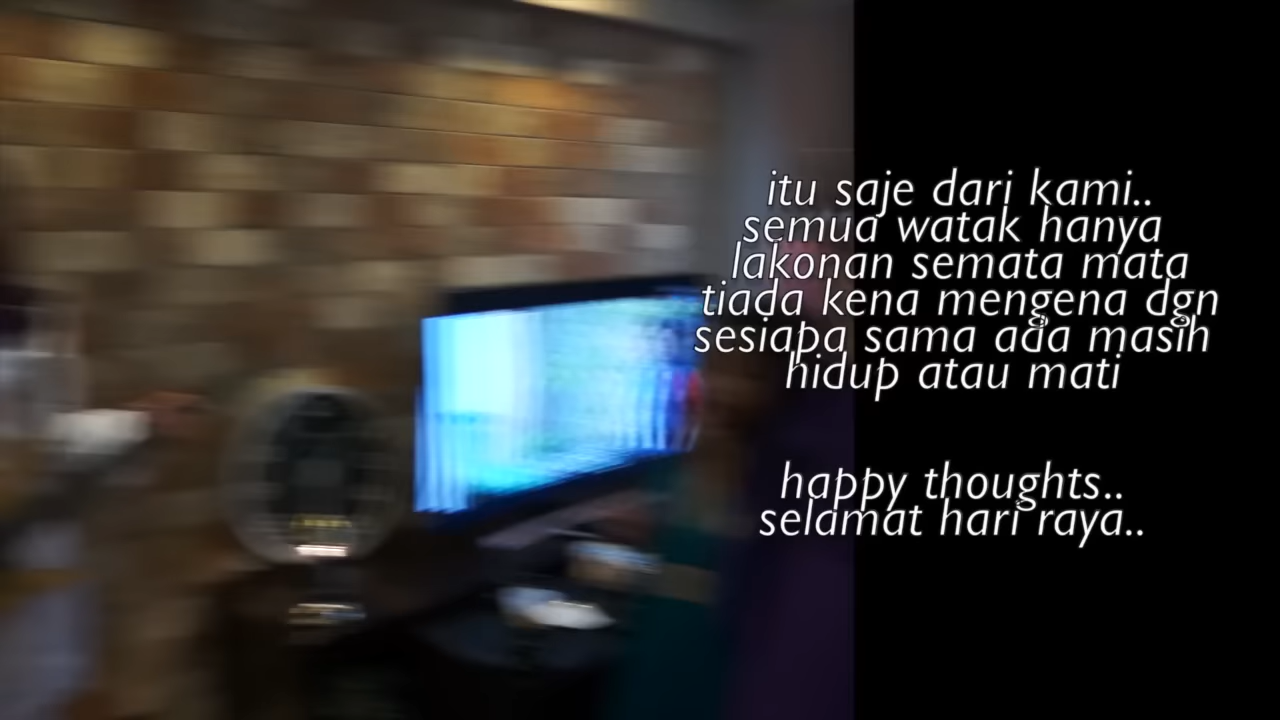 itu saje dari kami..
semua watak hanya
lakonan semata mata
tiada kena mengena dgn
sesiapa sama ada masih
hidup atau mati
happy thoughts..
selamat hari raya..